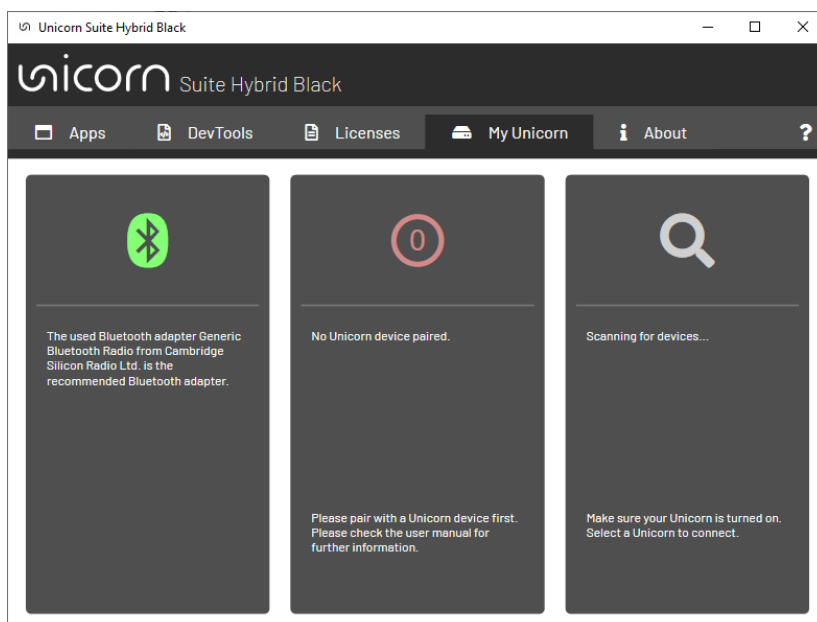 Unicorn Suite Hybrid Black
unicorn Suite Hybrid Black
Apps
DevTools
Licenses
My Unicorn
About
?
The used Bluetooth adapter Generic
Bluetooth Radio from Cambridge
Silicon Radio Ltd. is the
recommended Bluetooth adapter.
0
No Unicorn device paired.
Please pair with a Unicorn device first.
Please check the user manual for
further information.
Scanning for devices...
Make sure your Unicorn is turned on.
Select a Unicorn to connect.